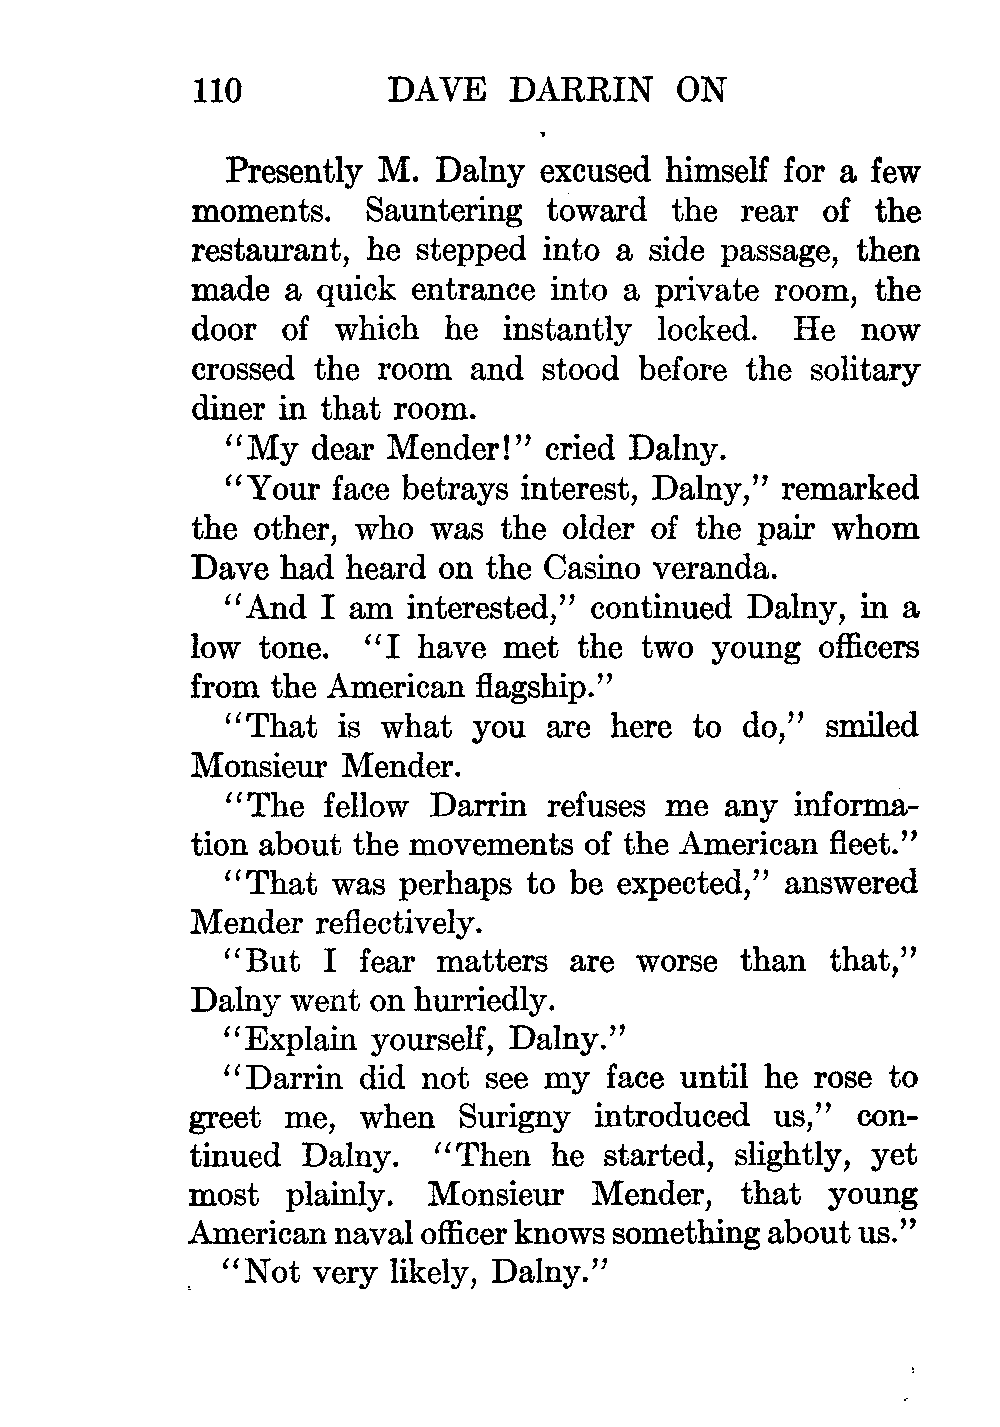 110 DAVE DARRIN ON
Presently M. Dalny excused himself for a few
moments. Sauntering toward the rear of the
restaurant, he stepped into a side passage, then
made a quick entrance into a private room, the
door of which he instantly locked. He now
crossed the room and stood before the solitary
diner in that room.
"My dear Mender!" cried Dalny.
"Your face betrays interest, Dalny," remarked
the other, who was the older of the pair whom
Dave had heard on the Casino veranda.
"And I am interested," continued Dalny, in a
low tone. "I have met the two young officers
from the American flagship."
"That is what you are here to do," smiled
Monsieur Mender.
"The fellow Darrin refuses me any informa-
tion about the movements of the American fleet."
"That was perhaps to be expected," answered
Mender reflectively.
"But I fear matters are worse than that,"
Dalny went on hurriedly.
"Explain yourself, Dalny."
"Darrin did not see my face until he rose to
greet me, when Surigny introduced us," con-
tinued Dalny. "Then he started, slightly, yet
most plainly. Monsieur Mender, that young
American naval officer knows something about us."
"Not very likely, Dalny."